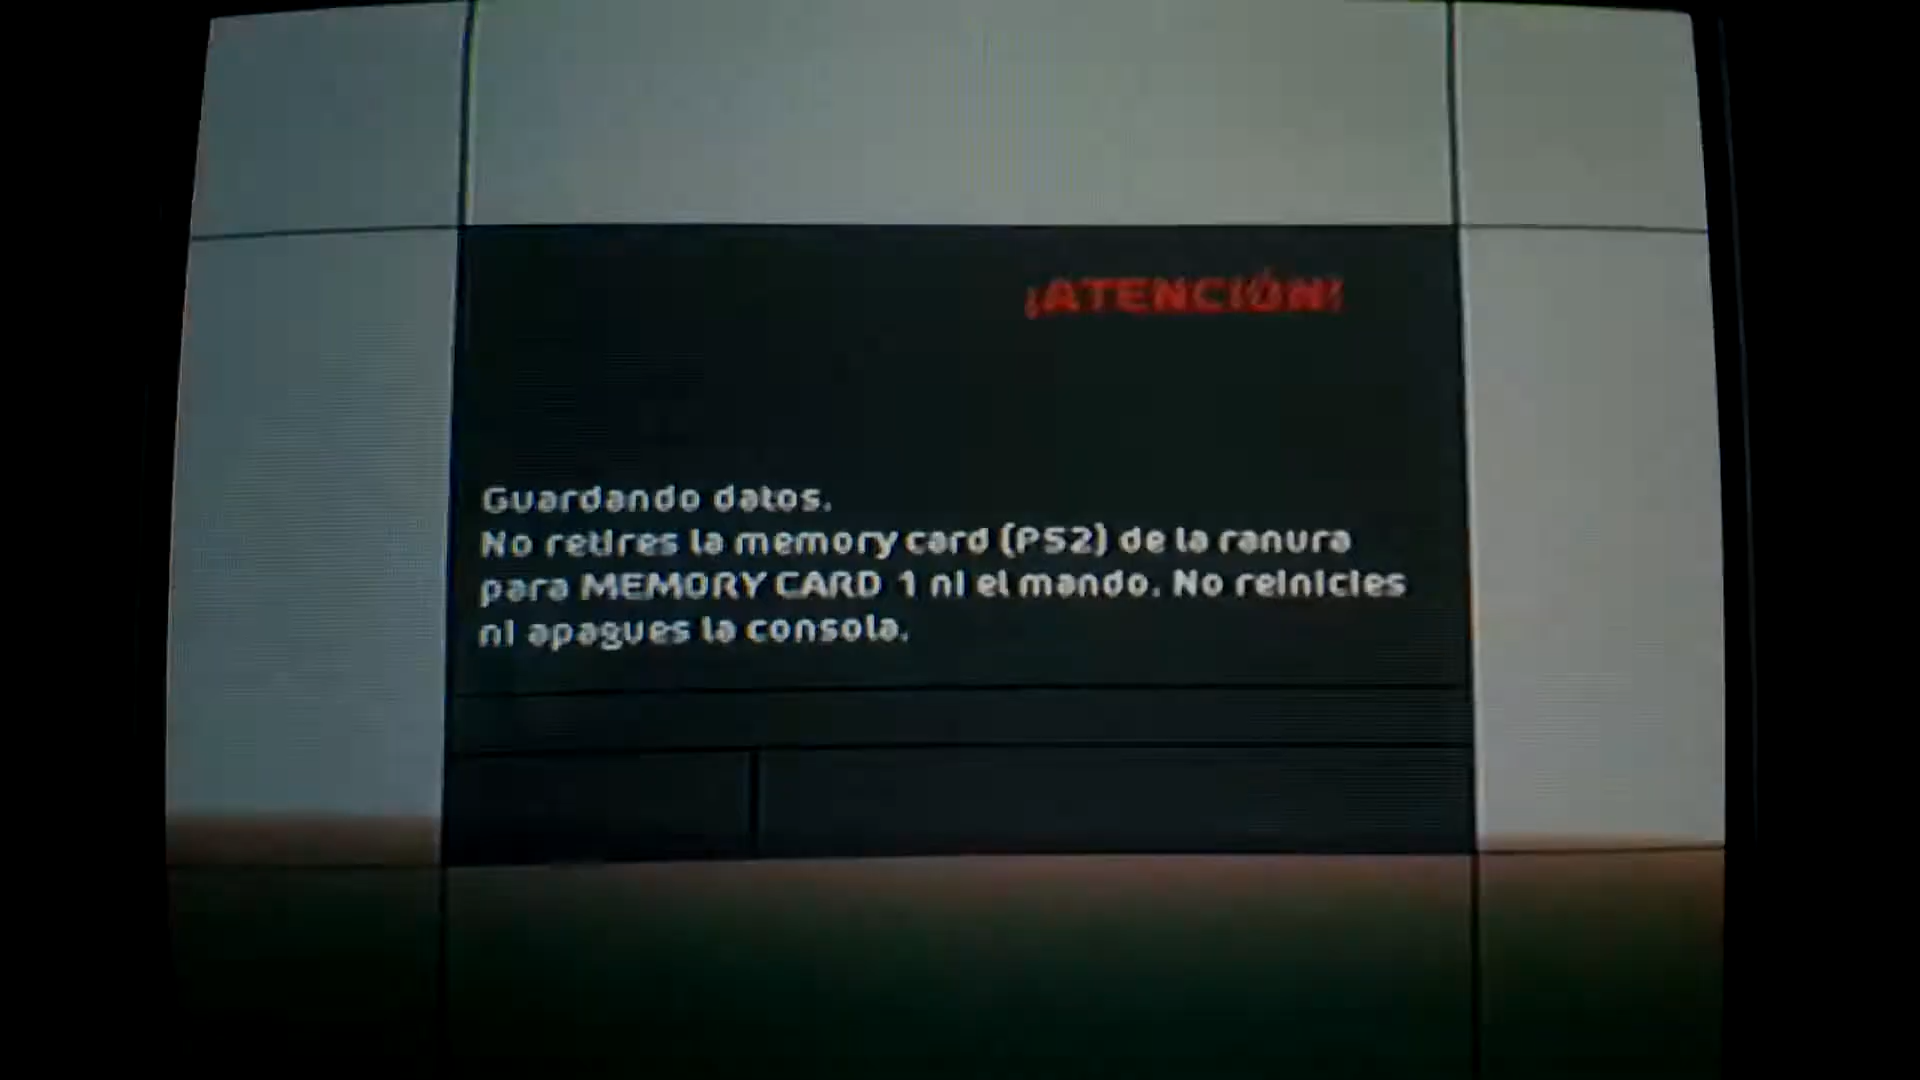 ¡ATENCIÓN!
Guardando datos.
No retires la memory card (PS2) de la ranura
para MEMORY CARD 1 ni el mando. No reinicies
ni apagues la consola.